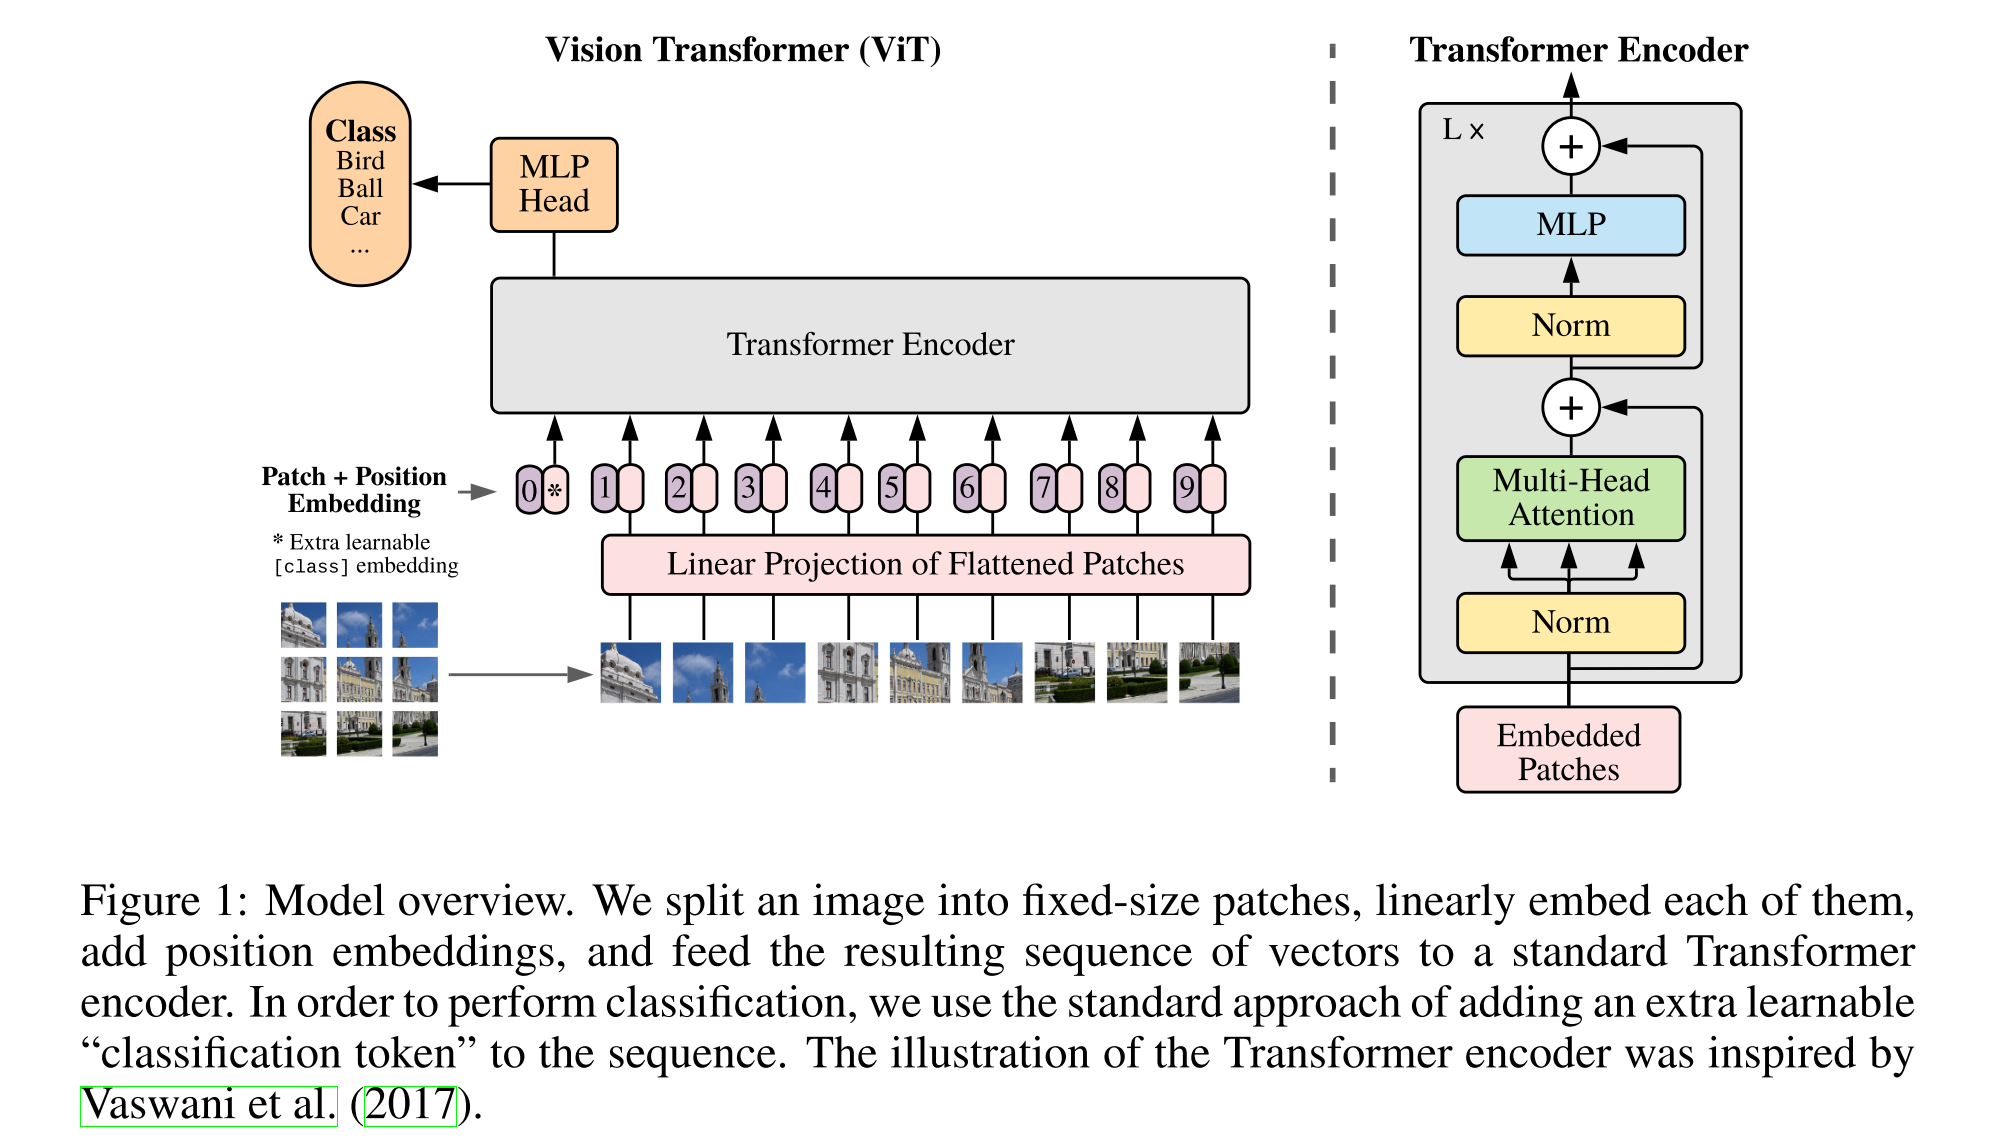 Vision Transformer (ViT)
Class
Bird
Ball
Car
...
MLP
Head
Transformer Encoder
Patch + Position
Embedding
* Extra learnable
[class] embedding
0 * 1 2 3 4 5 6 7 8 9
Linear Projection of Flattened Patches
Transformer Encoder
L ×
+
MLP
Norm
+
Multi-Head
Attention
Norm
Embedded
Patches
Figure 1: Model overview. We split an image into fixed-size patches, linearly embed each of them,
add position embeddings, and feed the resulting sequence of vectors to a standard Transformer
encoder. In order to perform classification, we use the standard approach of adding an extra learnable
“classification token” to the sequence. The illustration of the Transformer encoder was inspired by
Vaswani et al. (2017).